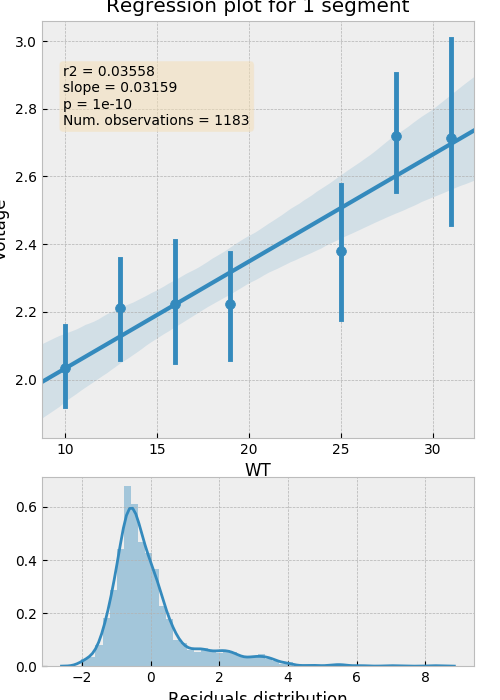 Regression plot for 1 segment
3.0
2.8
2.6
2.4
2.2
2.0
r2 = 0.03558
slope = 0.03159
p = 1e-10
Num. observations = 1183
Voltage
10 15 20 25 30
WT
0.6
0.4
0.2
0.0
−2 0 2 4 6 8
Residuals distribution